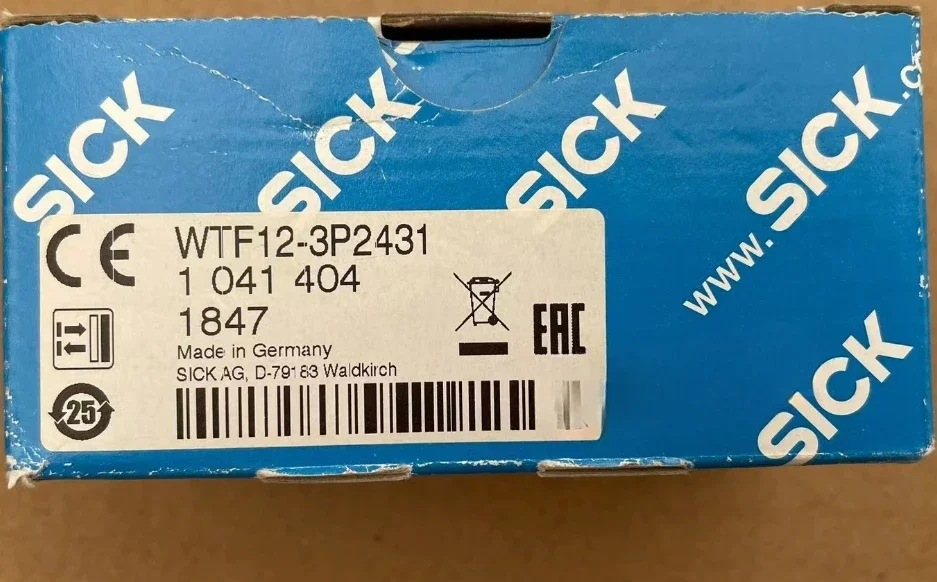 SICK
SICK
SICK
www.SICK.c
SICK
CE
WTF12-3P2431
1 041 404
1847
Made in Germany
SICK AG, D-79183 Waldkirch
EAC
25